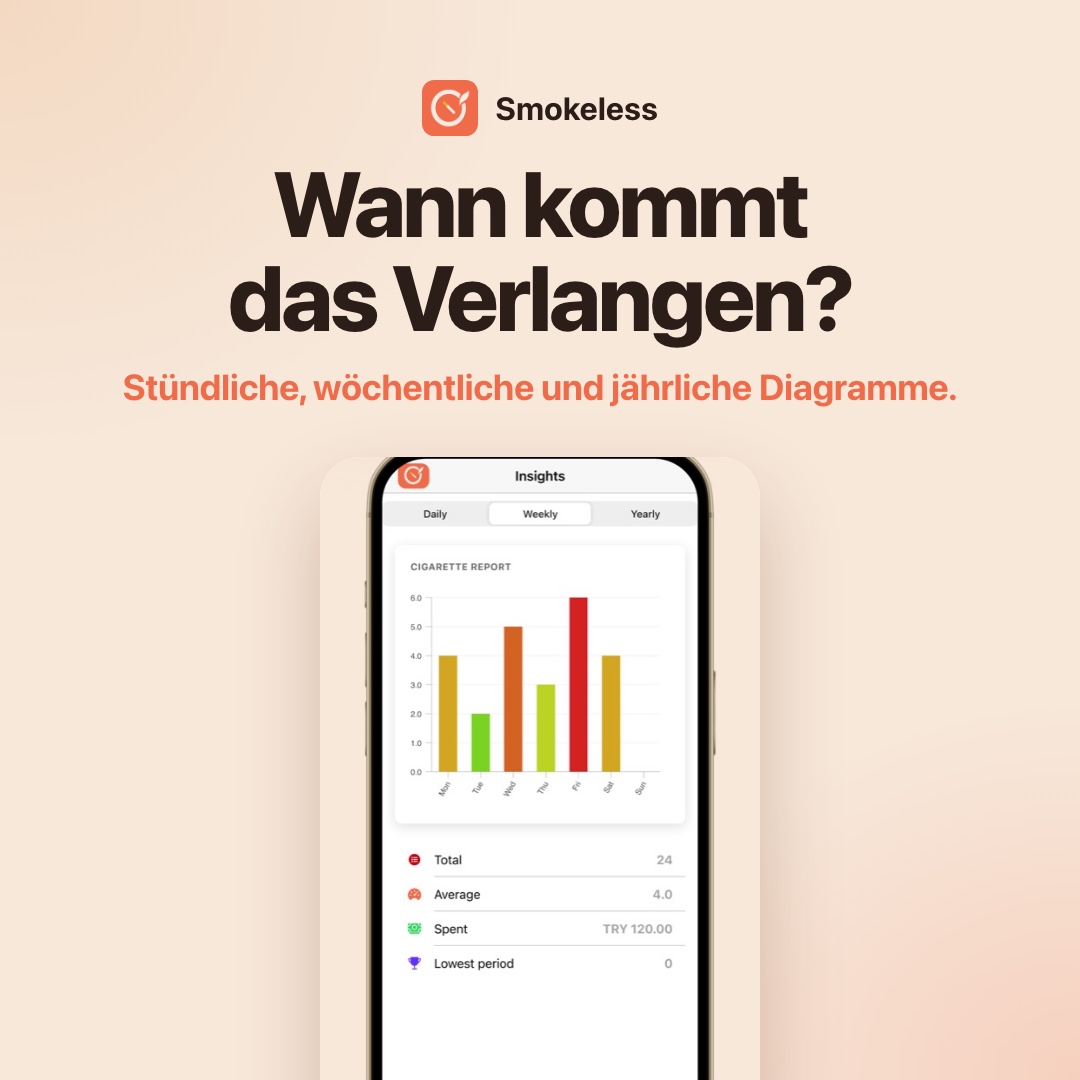 Smokeless
Wann kommt
das Verlangen?
Stündliche, wöchentliche und jährliche Diagramme.
Insights
Daily Weekly Yearly
CIGARETTE REPORT
6.0
5.0
4.0
3.0
2.0
1.0
0.0
Mon Tue Wed Thu Fri Sat Sun
Total 24
Average 4.0
Spent TRY 120.00
Lowest period 0